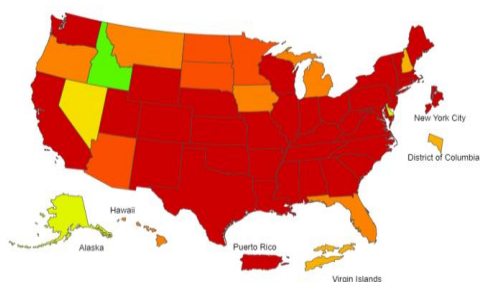 New York City
District of Columbia
Hawaii
Alaska
Puerto Rico
Virgin Islands